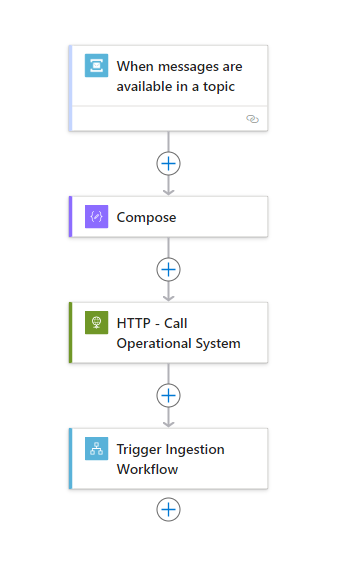 When messages are
available in a topic
Compose
HTTP - Call
Operational System
Trigger Ingestion
Workflow